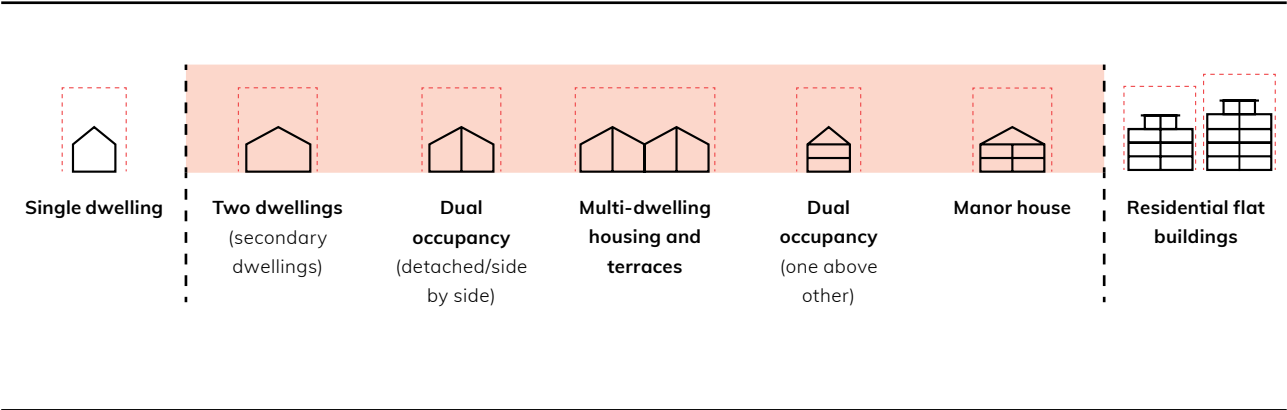 Single dwelling
Two dwellings
(secondary
dwellings)
Dual
occupancy
(detached/side
by side)
Multi-dwelling
housing and
terraces
Dual
occupancy
(one above
other)
Manor house
Residential flat
buildings